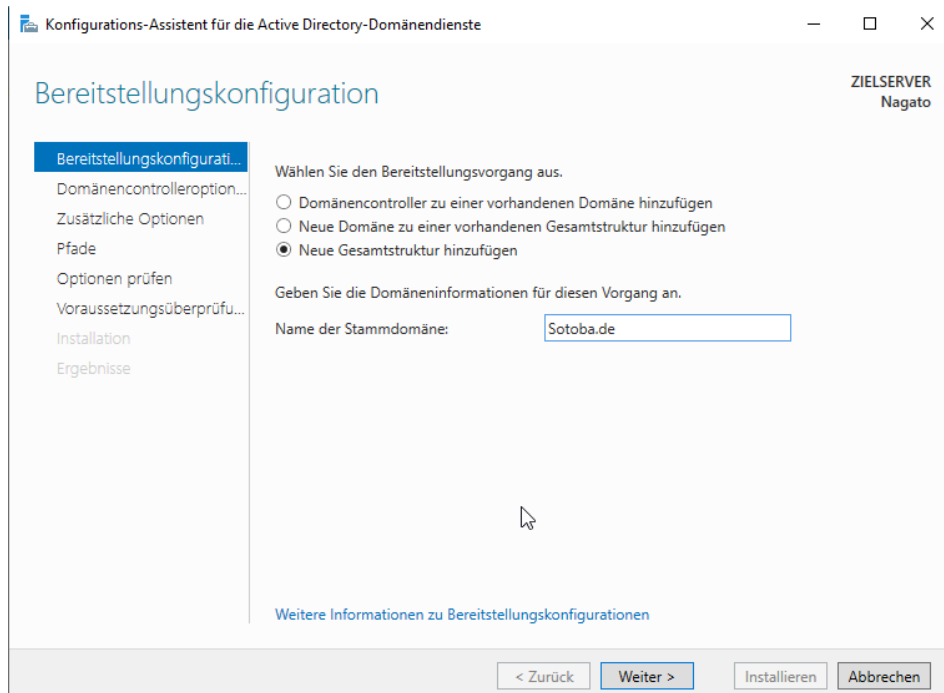 Konfigurations-Assistent für die Active Directory-Domänendienste
Bereitstellungskonfiguration
ZIELSERVER
Nagato
Bereitstellungskonfigurati...
Domänencontrolleroption...
Zusätzliche Optionen
Pfade
Optionen prüfen
Voraussetzungsüberprüfu...
Installation
Ergebnisse
Wählen Sie den Bereitstellungsvorgang aus.
Domänencontroller zu einer vorhandenen Domäne hinzufügen
Neue Domäne zu einer vorhandenen Gesamtstruktur hinzufügen
Neue Gesamtstruktur hinzufügen
Geben Sie die Domäneninformationen für diesen Vorgang an.
Name der Stammdomäne: Sotoba.de
Weitere Informationen zu Bereitstellungskonfigurationen
< Zurück Weiter > Installieren Abbrechen